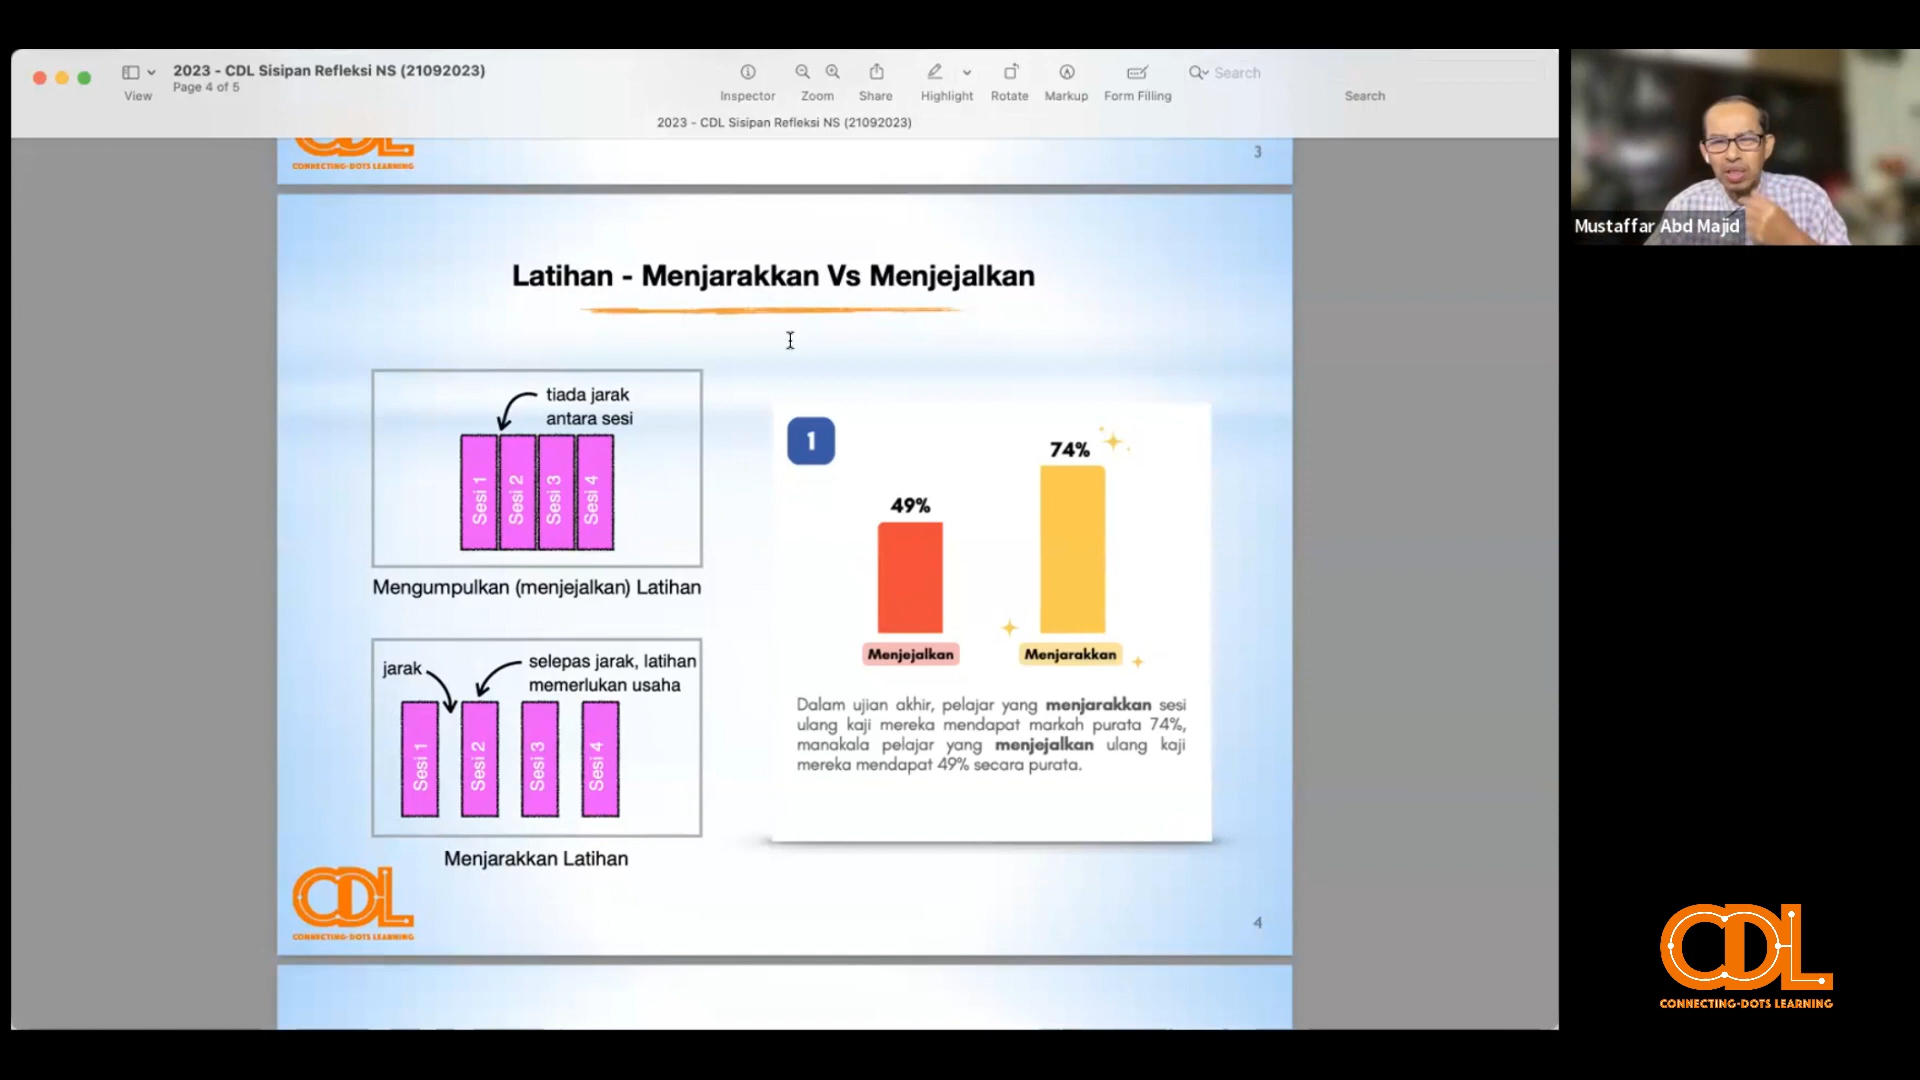 2023 - CDL Sisipan Refleksi NS (21092023)
Page 4 of 5
View
Inspector
Zoom
Share
Highlight
Rotate
Markup
Form Filling
Search
Search
2023 - CDL Sisipan Refleksi NS (21092023)
CONNECTING-DOTS LEARNING
3
Mustaffar Abd Majid
Latihan - Menjarakkan Vs Menjejalkan
tiada jarak
antara sesi
Sesi 1
Sesi 2
Sesi 3
Sesi 4
Mengumpulkan (menjejalkan) Latihan
jarak
selepas jarak, latihan
memerlukan usaha
Sesi 1
Sesi 2
Sesi 3
Sesi 4
Menjarakkan Latihan
1
49%
74%
Menjejalkan
Menjarakkan
Dalam ujian akhir, pelajar yang menjarakkan sesi
ulang kaji mereka mendapat markah purata 74%,
manakala pelajar yang menjejalkan ulang kaji
mereka mendapat 49% secara purata.
CDL
CONNECTING-DOTS LEARNING
4
CDL
CONNECTING-DOTS LEARNING